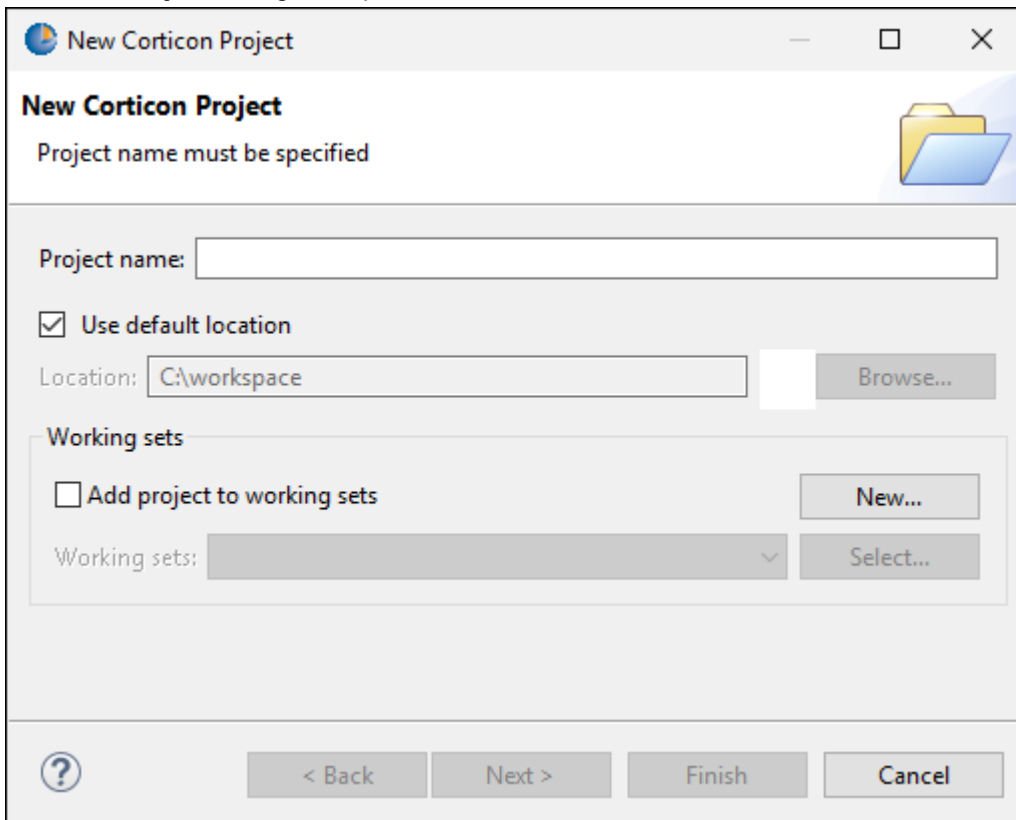 New Corticon Project
New Corticon Project
Project name must be specified
Project name:
Use default location
Location: C:\workspace Browse...
Working sets
Add project to working sets New...
Working sets: Select...
? < Back Next > Finish Cancel